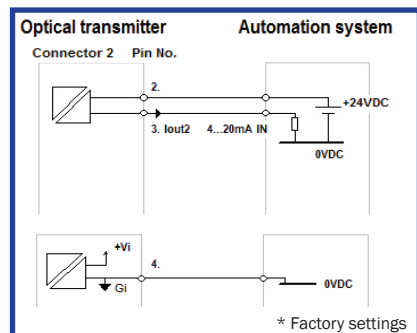 Optical transmitter Automation system
Connector 2 Pin No.
2.
+24VDC
3. Iout2 4...20mA IN
0VDC
+Vi
4.
Gi
0VDC
* Factory settings